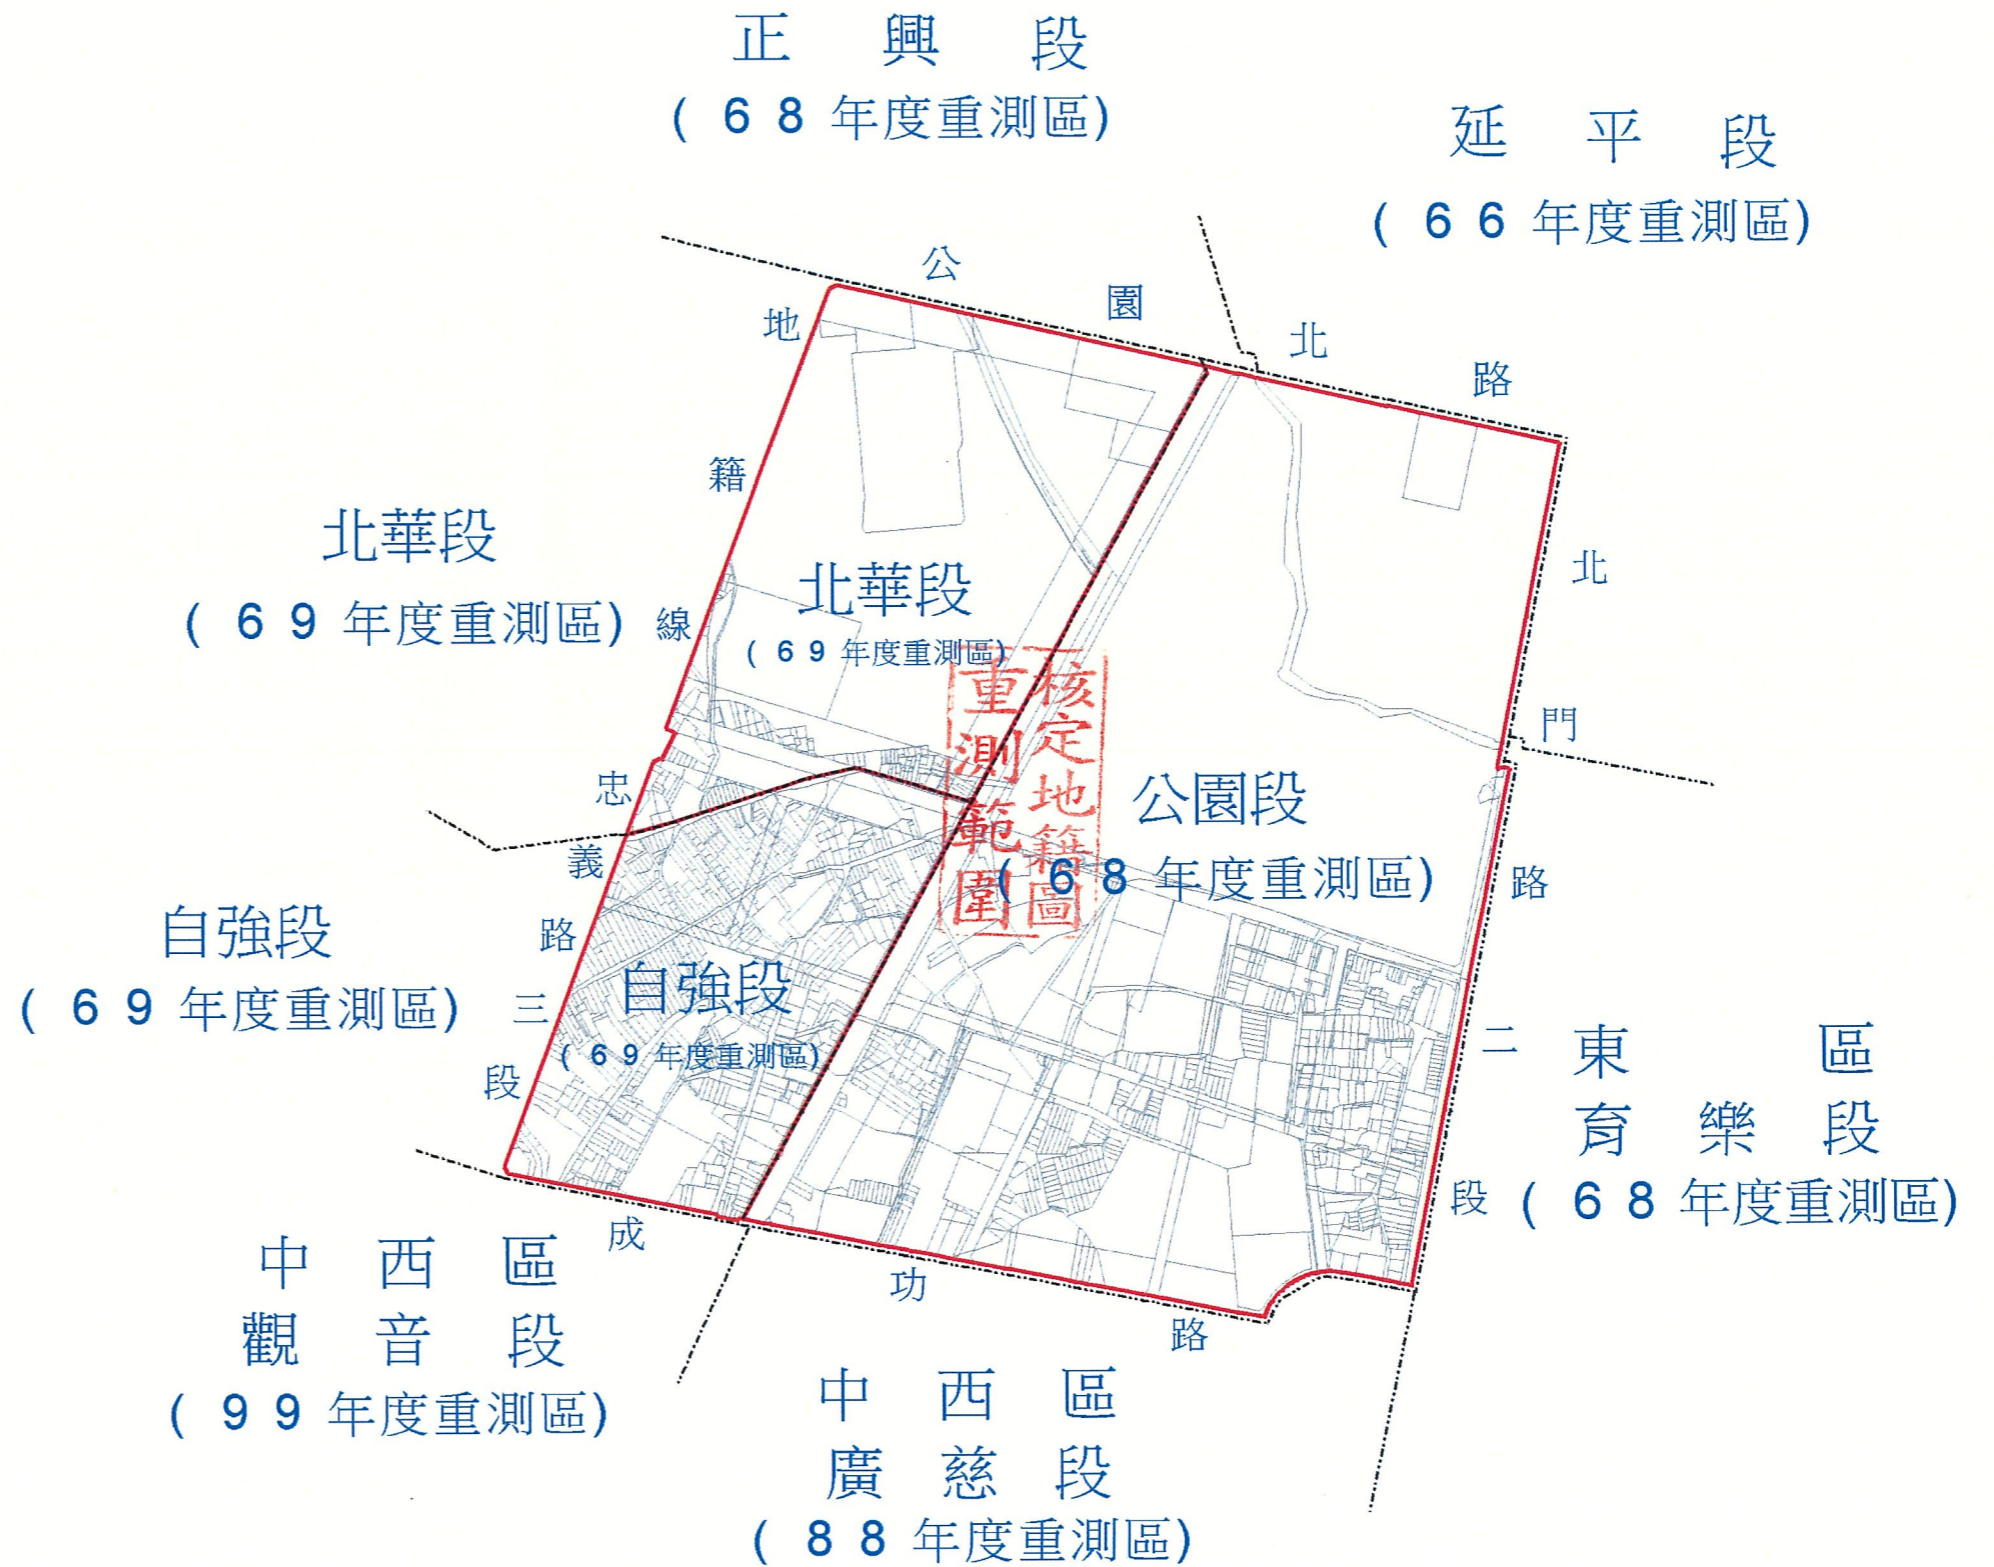 正興段
(68年度重測區)
延平段
(66年度重測區)
公園北路
地籍線
北華段
(69年度重測區)
北華段
(69年度重測區)
核定地籍圖
重測範圍
公園段
(68年度重測區)
北門路二段
忠義路三段
自強段
(69年度重測區)
自強段
(69年度重測區)
東區
育樂段
(68年度重測區)
成功路
中西區
觀音段
(99年度重測區)
中西區
廣慈段
(88年度重測區)